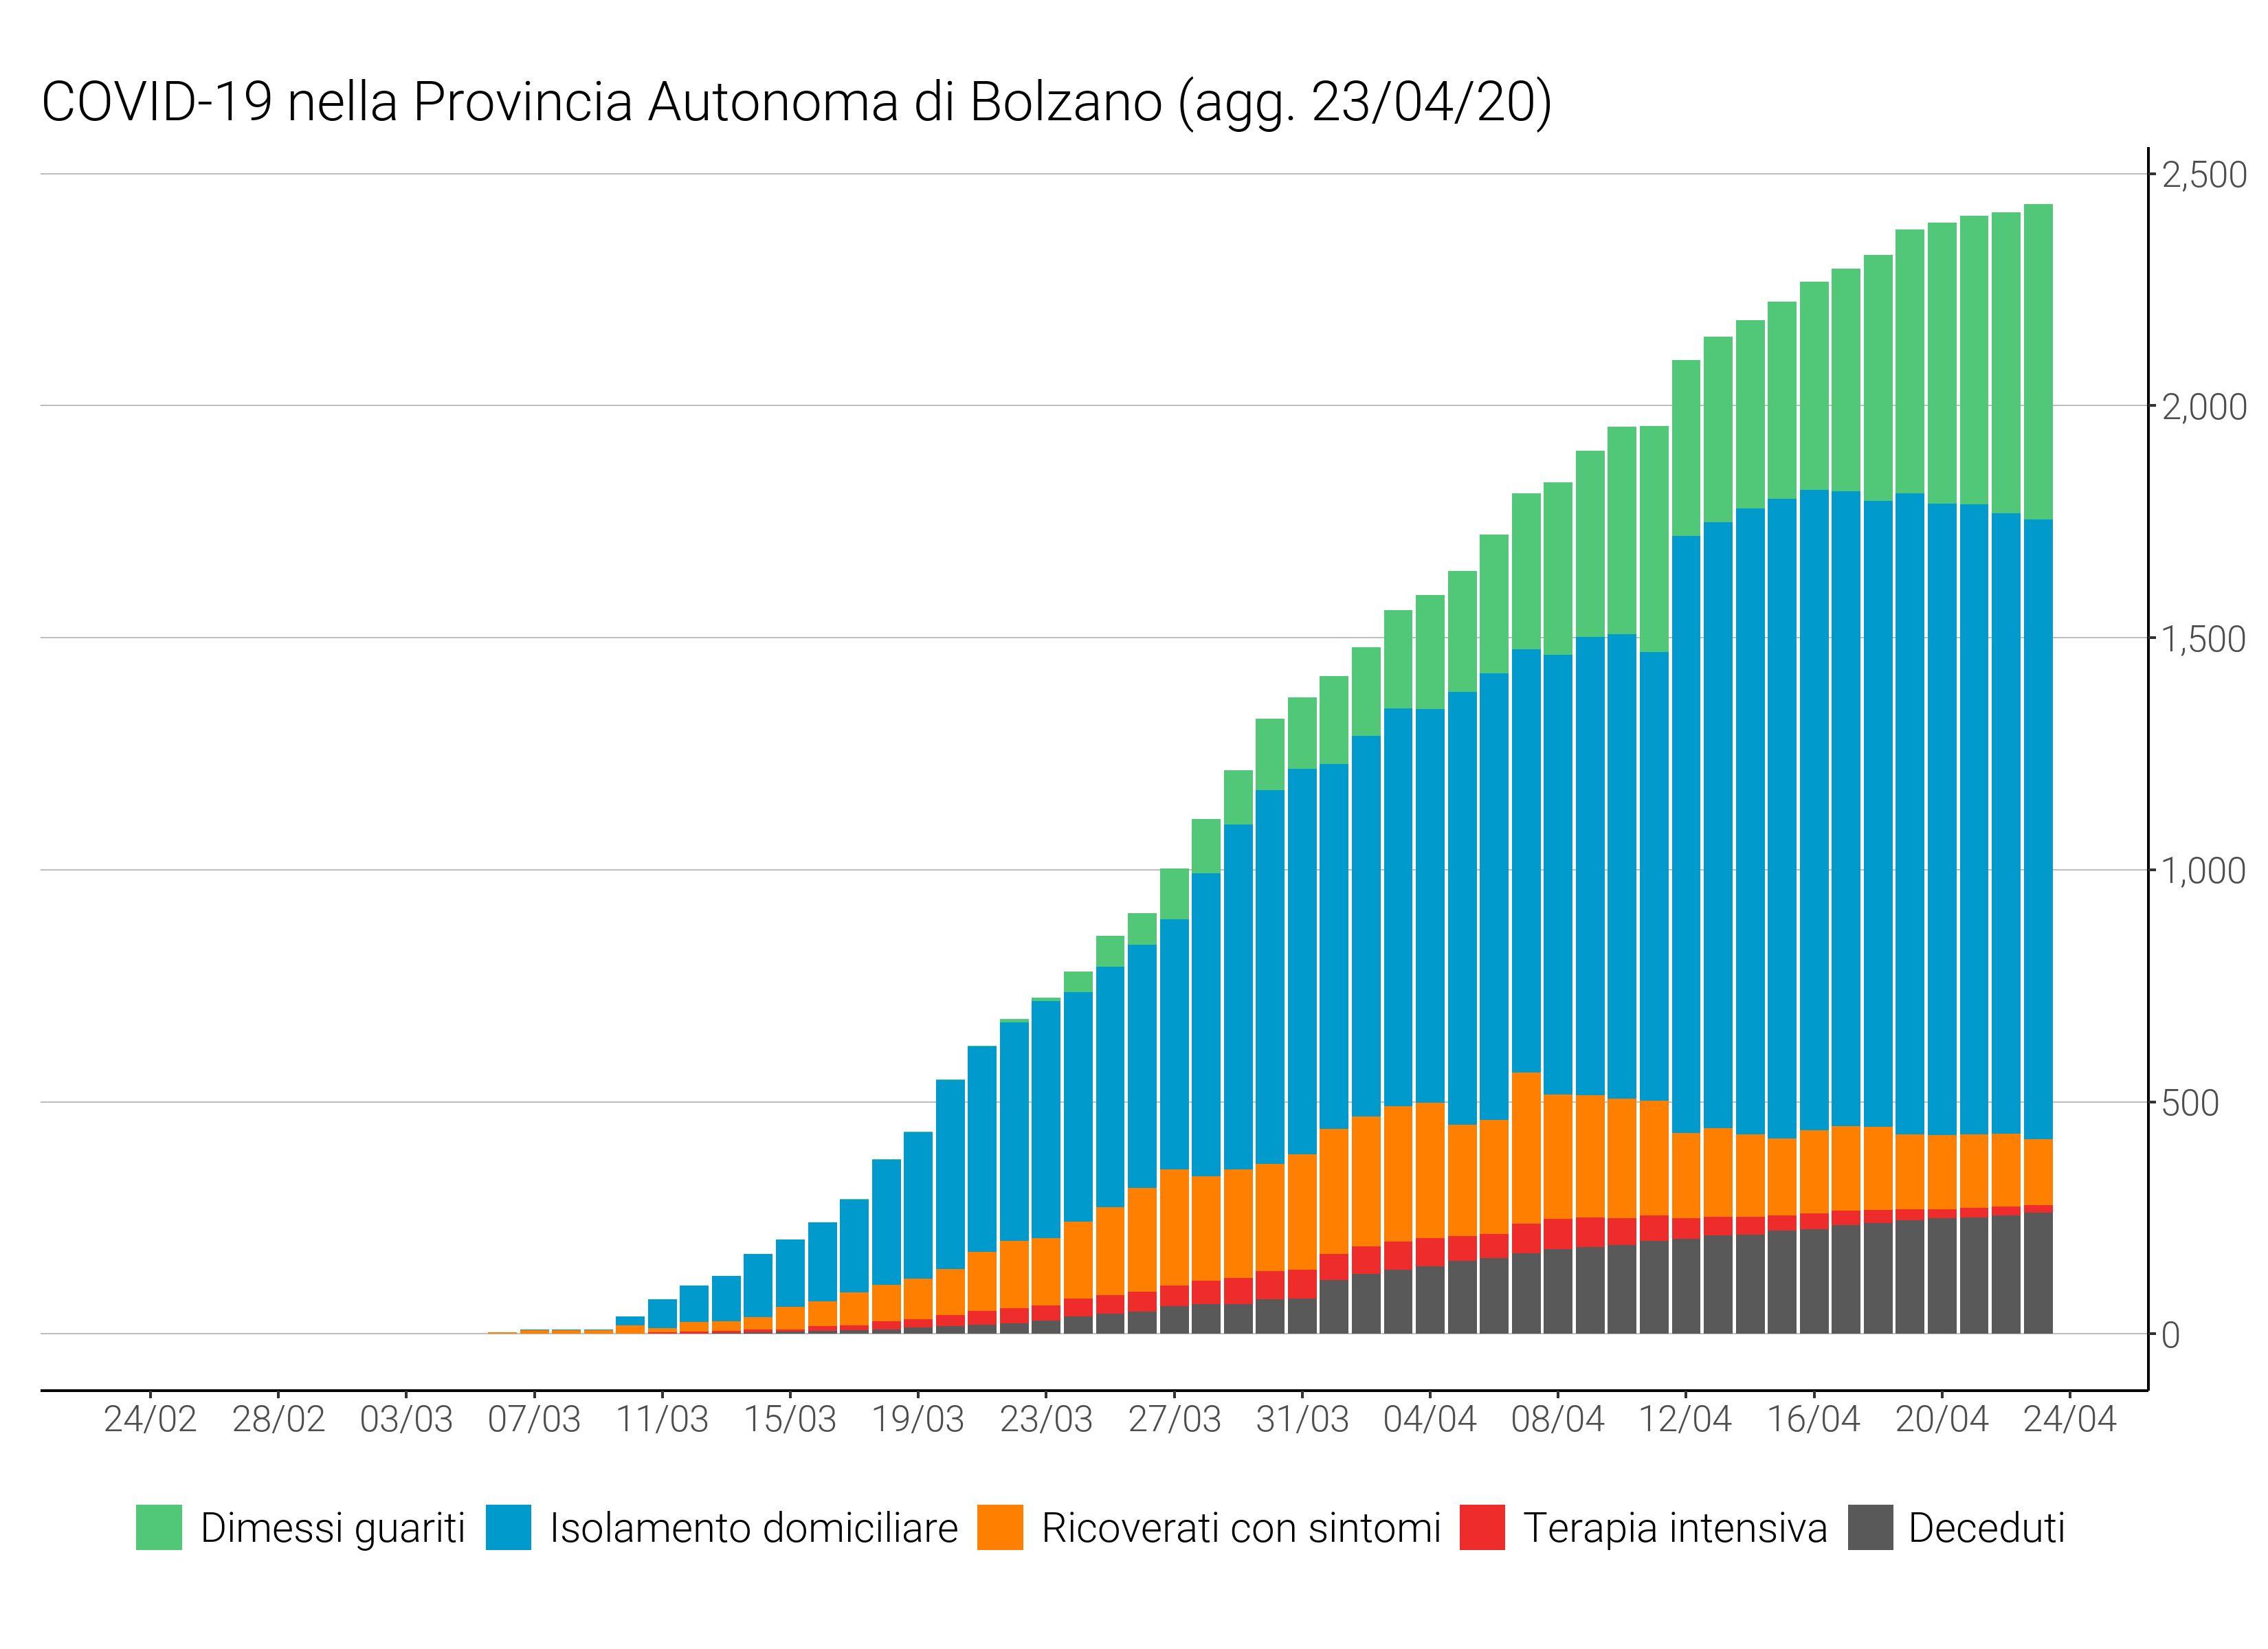 COVID-19 nella Provincia Autonoma di Bolzano (agg. 23/04/20)
2,500
2,000
1,500
1,000
500
0
24/02 28/02 03/03 07/03 11/03 15/03 19/03 23/03 27/03 31/03 04/04 08/04 12/04 16/04 20/04 24/04
Dimessi guariti Isolamento domiciliare Ricoverati con sintomi Terapia intensiva Deceduti